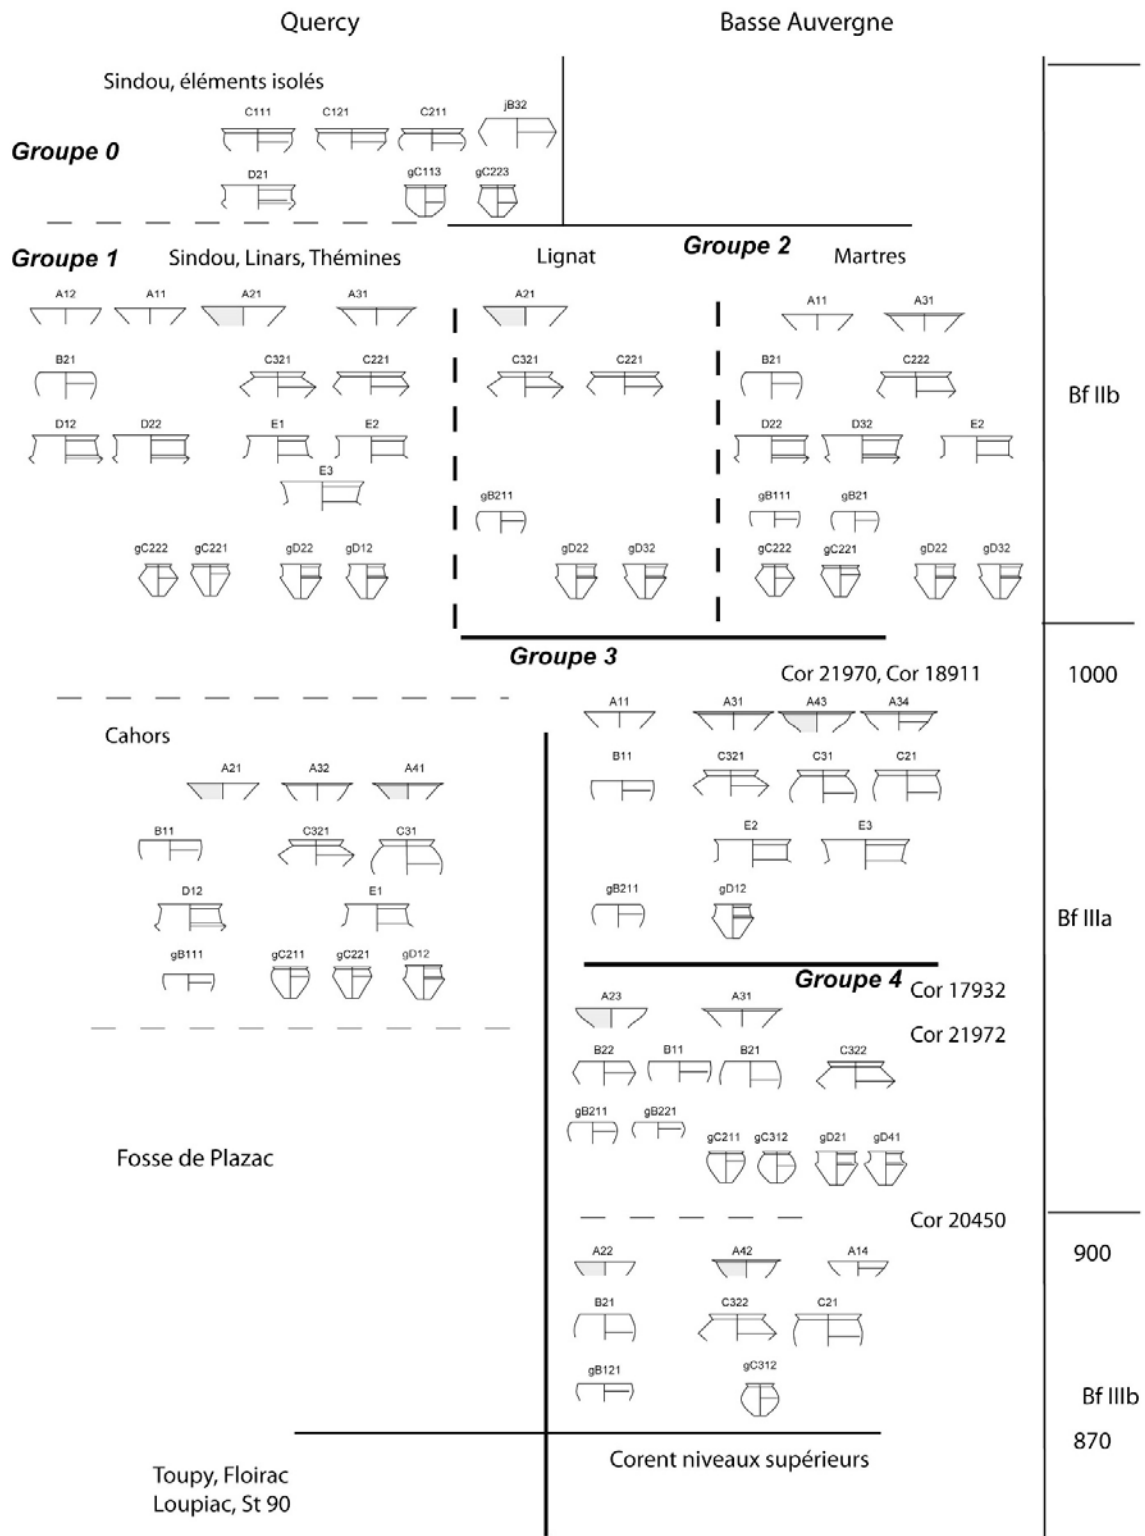 Quercy Basse Auvergne
Sindou, éléments isolés
C111 C121 C211 jB32
Groupe 0
D21 gC113 gC223
Groupe 1 Sindou, Linars, Thémines Lignat Groupe 2 Martres
A12 A11 A21 A31 A21 A11 A31
B21 C321 C221 C321 C221 B21 C222
Bf IIb
D12 D22 E1 E2 D22 D32 E2
E3
gB211 gB111 gB21
gC222 gC221 gD22 gD12 gD22 gD32 gC222 gC221 gD22 gD32
Groupe 3
Cor 21970, Cor 18911 1000
A11 A31 A43 A34
Cahors
B11 C321 C31 C21
A21 A32 A41
E2 E3
B11 C321 C31
D12 E1
gB211 gD12
Bf IIIa
gB111 gC211 gC221 gD12
Groupe 4 Cor 17932
A23 A31
Cor 21972
B22 B11 B21 C322
gB211 gB221
gC211 gC312 gD21 gD41
Fosse de Plazac
Cor 20450
A22 A42 A14
900
B21 C322 C21
gB121 gC312
Bf IIIb
870
Corent niveaux supérieurs
Toupy, Floirac
Loupiac, St 90